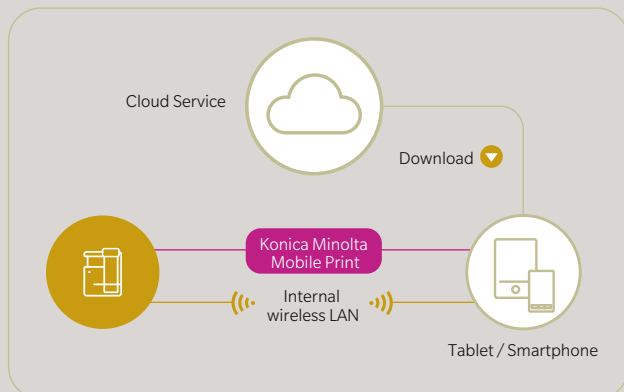 Cloud Service
Download
Konica Minolta
Mobile Print
Internal
wireless LAN
Tablet / Smartphone